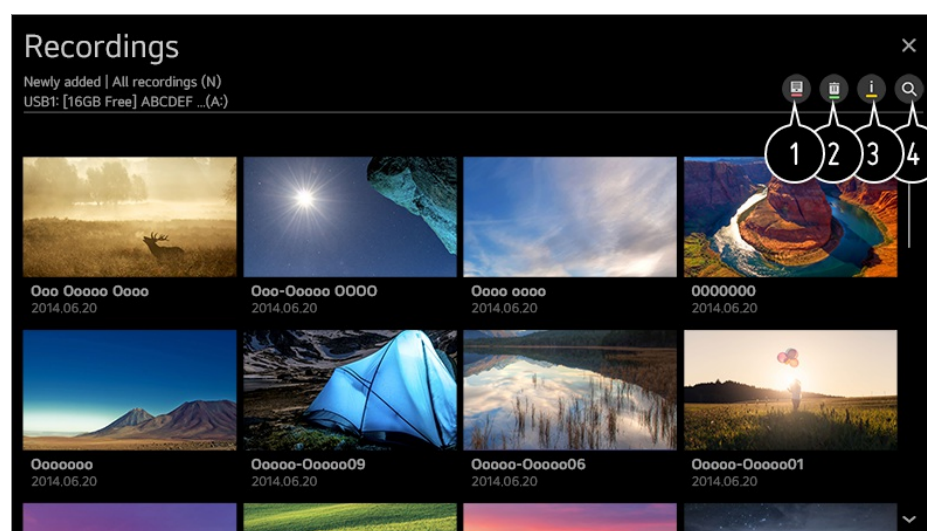 Recordings
Newly added | All recordings (N)
USB1: [16GB Free] ABCDEF ...(A:)
i
1 2 3 4
Ooo Ooooo Oooo
2014.06.20
Ooo-Ooooo OOOO
2014.06.20
Oooo oooo
2014.06.20
OOOOOOO
2014.06.20
Ooooooo
2014.06.20
Ooooo-Ooooo09
2014.06.20
Ooooo-Ooooo06
2014.06.20
Ooooo-Ooooo01
2014.06.20